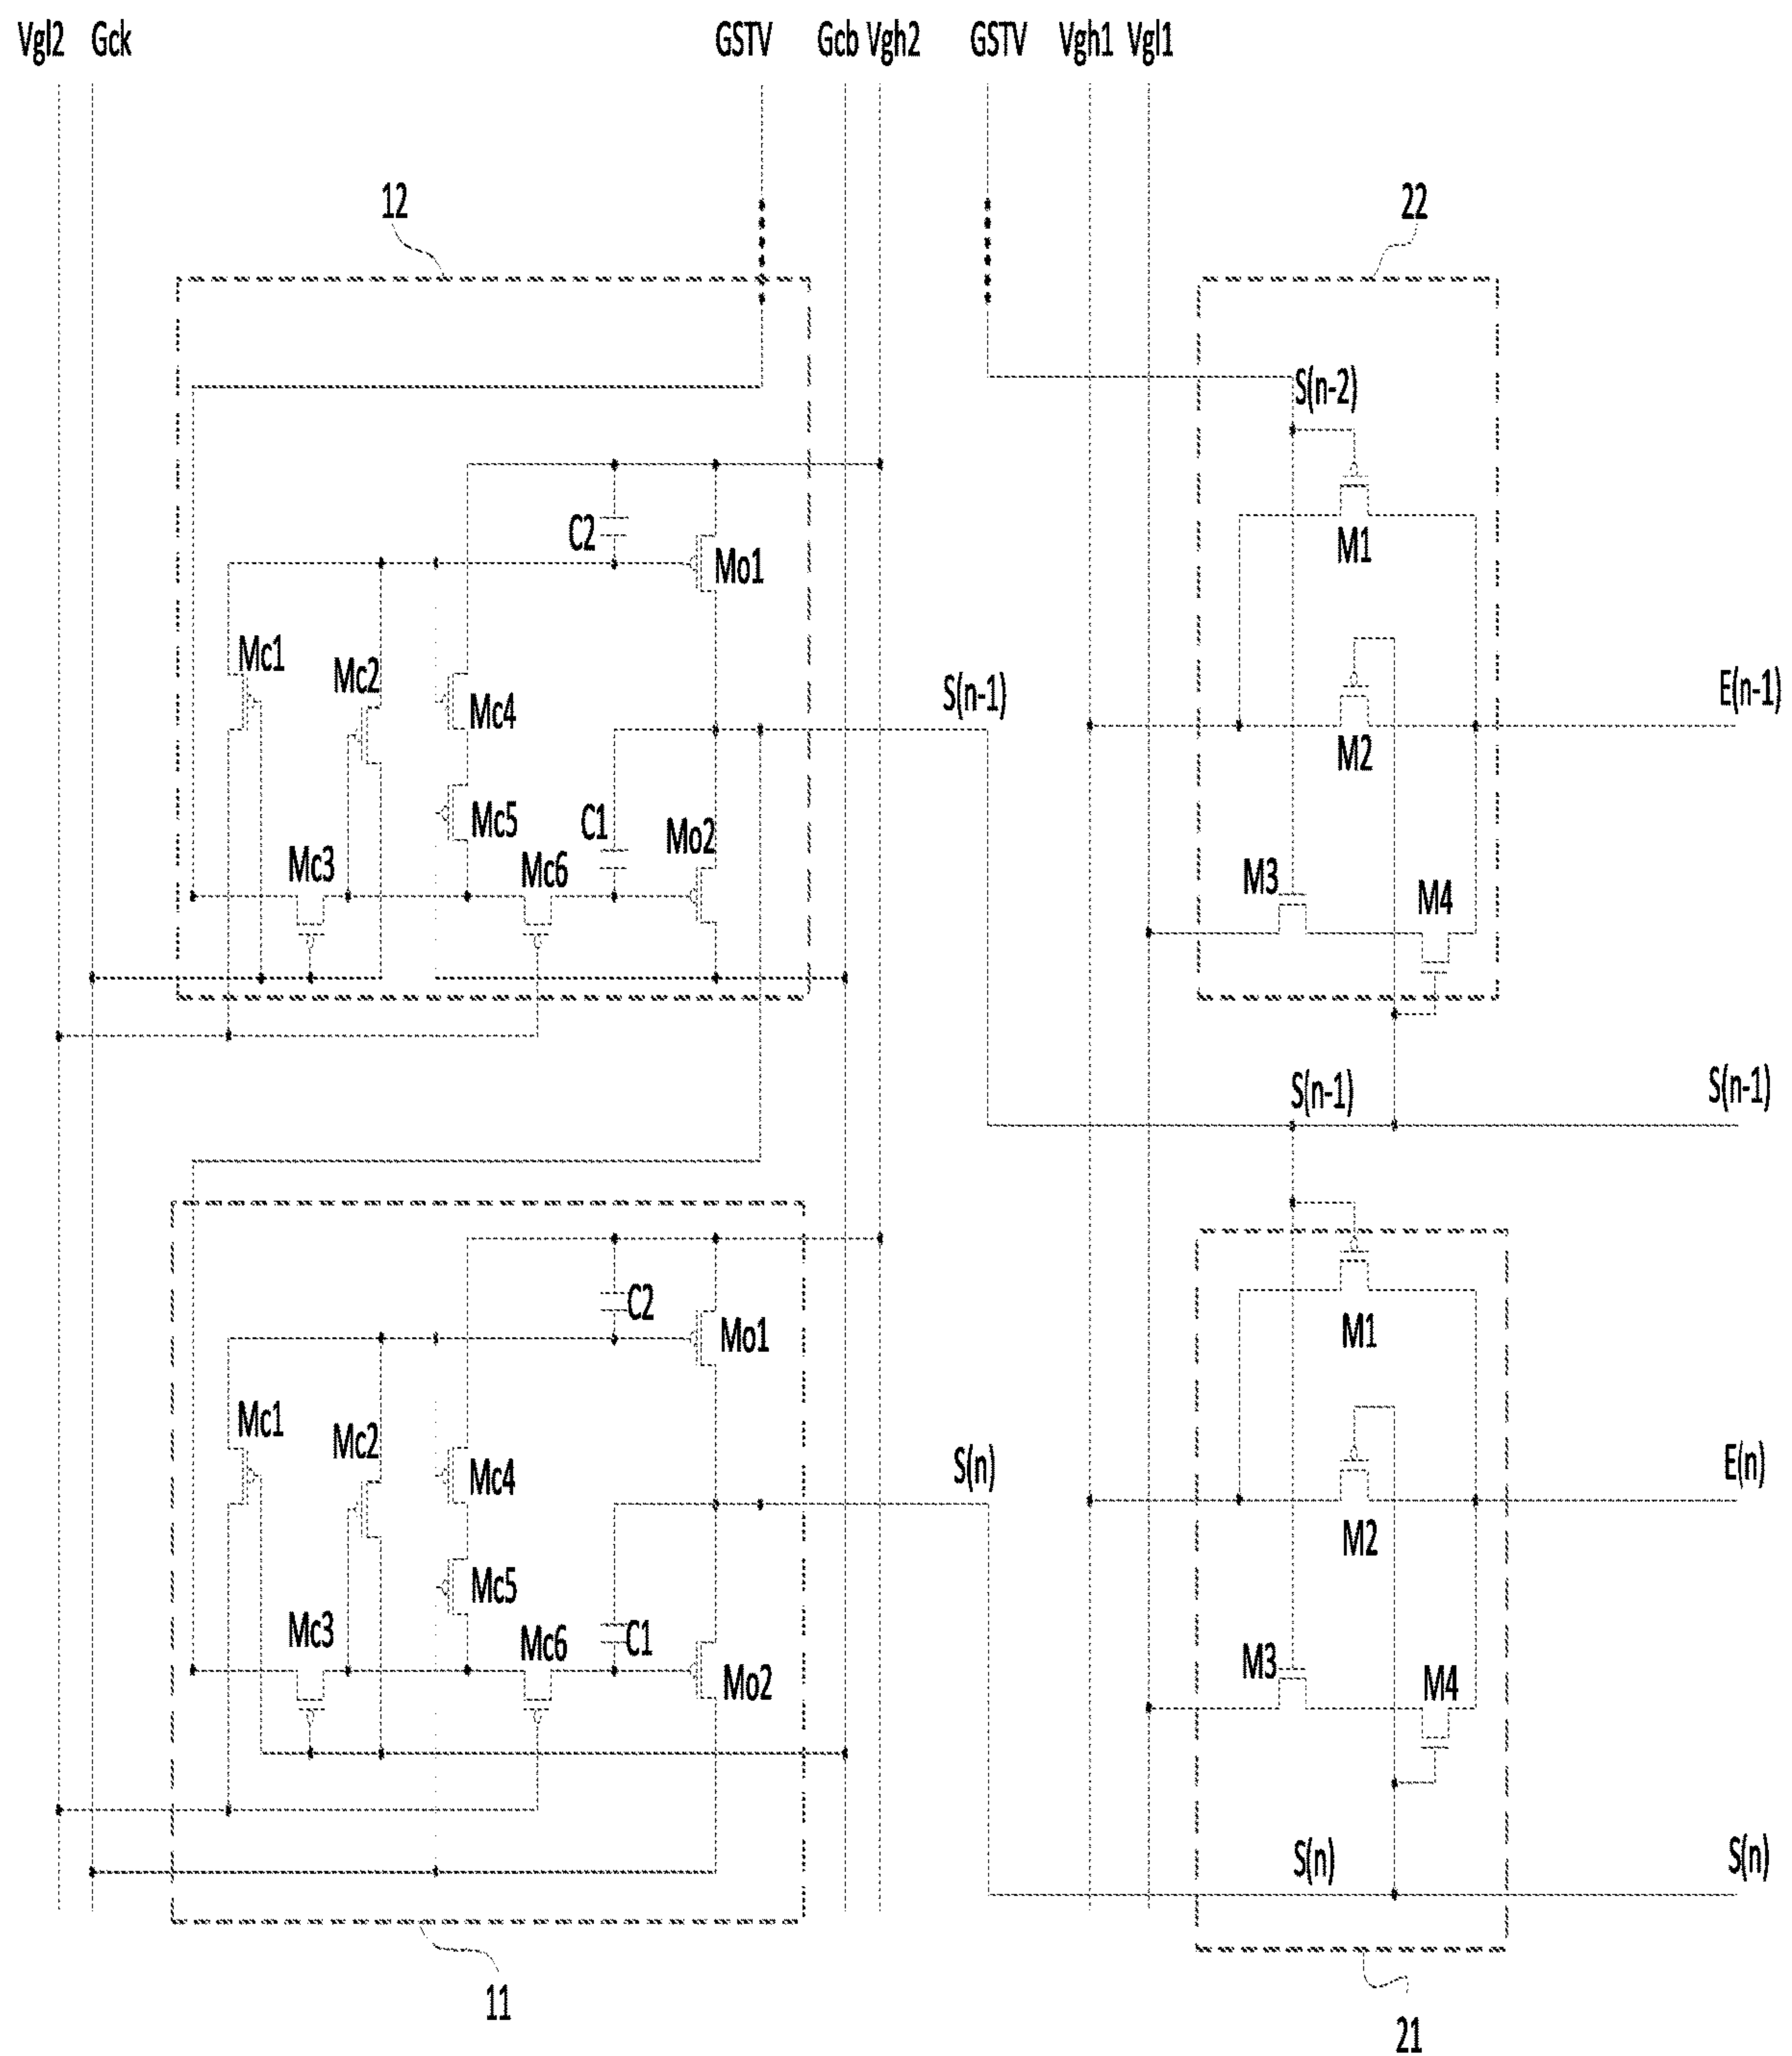 Vgl2 Gck GSTV Gcb Vgh2 GSTV Vgh1 Vgl1
12
22
S(n-2)
C2
Mo1
M1
Mc1
Mc2
Mc4
S(n-1)
E(n-1)
M2
Mc5
C1
Mo2
Mc3
Mc6
M3
M4
S(n-1)
S(n-1)
C2
Mo1
M1
Mc1
Mc2
Mc4
S(n)
E(n)
M2
Mc5
Mc3
Mc6
C1
Mo2
M3
M4
S(n)
S(n)
11
21